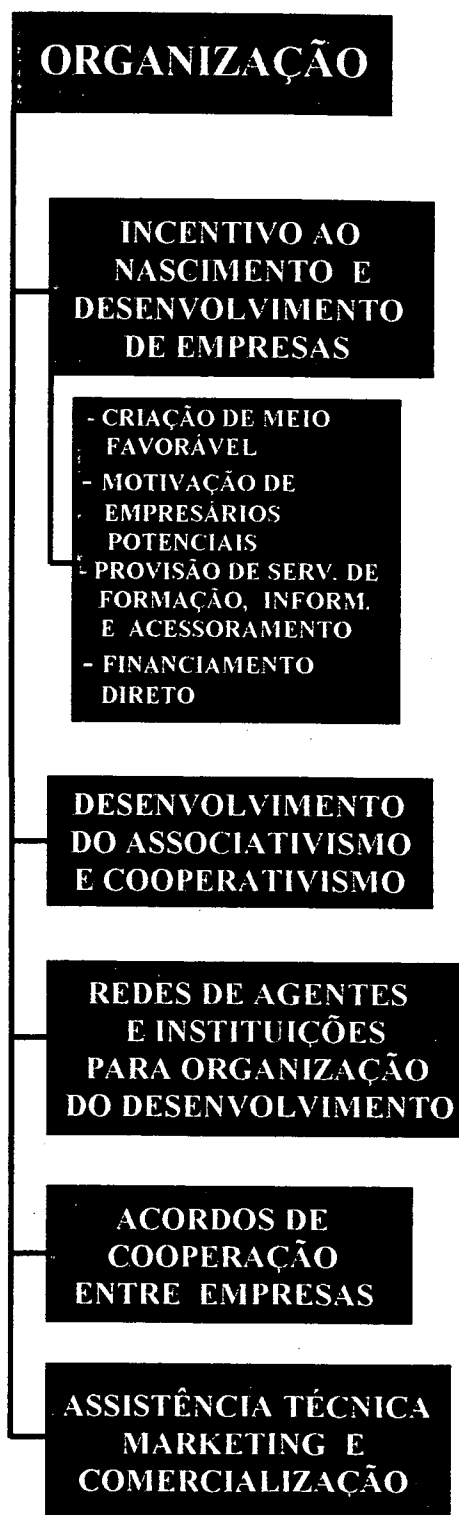 ORGANIZAÇÃO
INCENTIVO AO
NASCIMENTO E
DESENVOLVIMENTO
DE EMPRESAS
- CRIAÇÃO DE MEIO
FAVORÁVEL
- MOTIVAÇÃO DE
EMPRESÁRIOS
POTENCIAIS
- PROVISÃO DE SERV. DE
FORMAÇÃO, INFORM.
E ACESSORAMENTO
- FINANCIAMENTO
DIRETO
DESENVOLVIMENTO
DO ASSOCIATIVISMO
E COOPERATIVISMO
REDES DE AGENTES
E INSTITUIÇÕES
PARA ORGANIZAÇÃO
DO DESENVOLVIMENTO
ACORDOS DE
COOPERAÇÃO
ENTRE EMPRESAS
ASSISTÊNCIA TÉCNICA
MARKETING E
COMERCIALIZAÇÃO